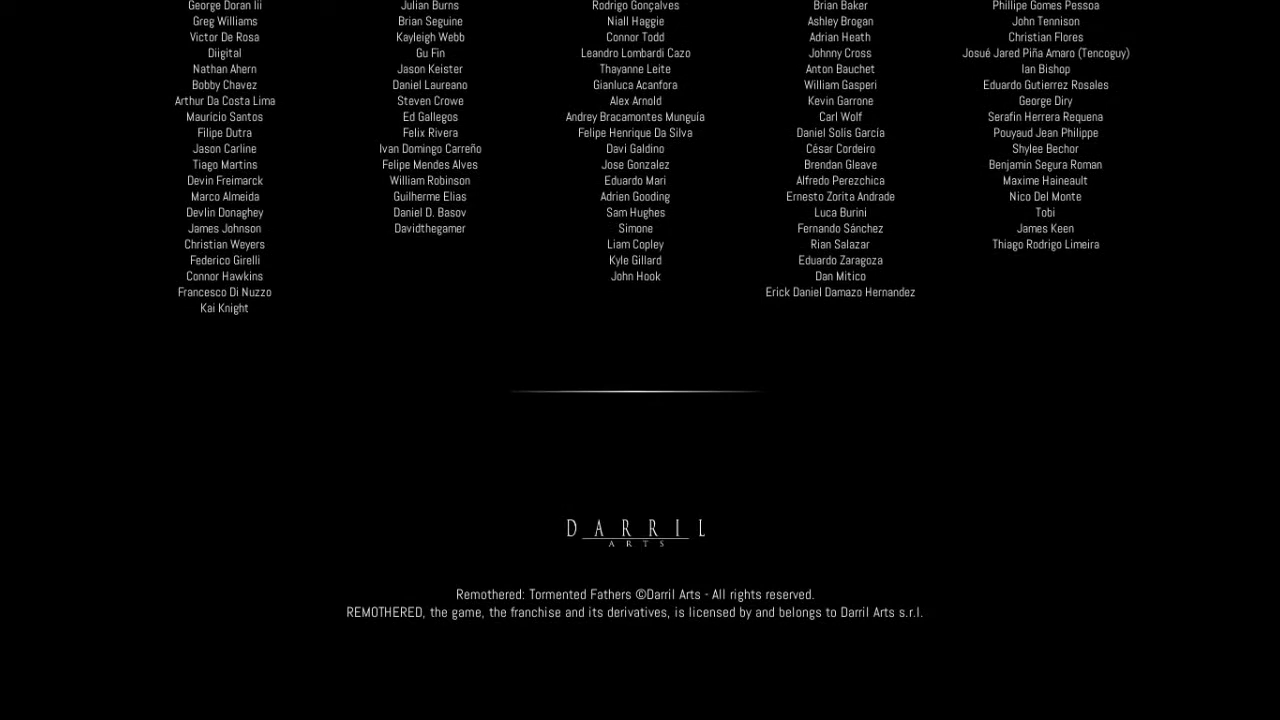 George Doran Iii
Greg Williams
Victor De Rosa
Diigital
Nathan Ahern
Bobby Chavez
Arthur Da Costa Lima
Maurício Santos
Filipe Dutra
Jason Carline
Tiago Martins
Devin Freimarck
Marco Almeida
Devlin Donaghey
James Johnson
Christian Weyers
Federico Girelli
Connor Hawkins
Francesco Di Nuzzo
Kai Knight
Julian Burns
Brian Seguine
Kayleigh Webb
Gu Fin
Jason Keister
Daniel Laureano
Steven Crowe
Ed Gallegos
Felix Rivera
Ivan Domingo Carreño
Felipe Mendes Alves
William Robinson
Guilherme Elias
Daniel D. Basov
Davidthegamer
Rodrigo Gonçalves
Niall Haggie
Connor Todd
Leandro Lombardi Cazo
Thayanne Leite
Gianluca Acanfora
Alex Arnold
Andrey Bracamontes Munguía
Felipe Henrique Da Silva
Davi Galdino
Jose Gonzalez
Eduardo Mari
Adrien Gooding
Sam Hughes
Simone
Liam Copley
Kyle Gillard
John Hook
Brian Baker
Ashley Brogan
Adrian Heath
Johnny Cross
Anton Bauchet
William Gasperi
Kevin Garrone
Carl Wolf
Daniel Solis García
César Cordeiro
Brendan Gleave
Alfredo Perezchica
Ernesto Zorita Andrade
Luca Burini
Fernando Sánchez
Rian Salazar
Eduardo Zaragoza
Dan Mitico
Erick Daniel Damazo Hernandez
Phillipe Gomes Pessoa
John Tennison
Christian Flores
Josué Jared Piña Amaro (Tencoguy)
Ian Bishop
Eduardo Gutierrez Rosales
George Diry
Serafin Herrera Requena
Pouyaud Jean Philippe
Shylee Bechor
Benjamin Segura Roman
Maxime Haineault
Nico Del Monte
Tobi
James Keen
Thiago Rodrigo Limeira
DARRIL
ARTS
Remothered: Tormented Fathers ©Darril Arts - All rights reserved.
REMOTHERED, the game, the franchise and its derivatives, is licensed by and belongs to Darril Arts s.r.l.